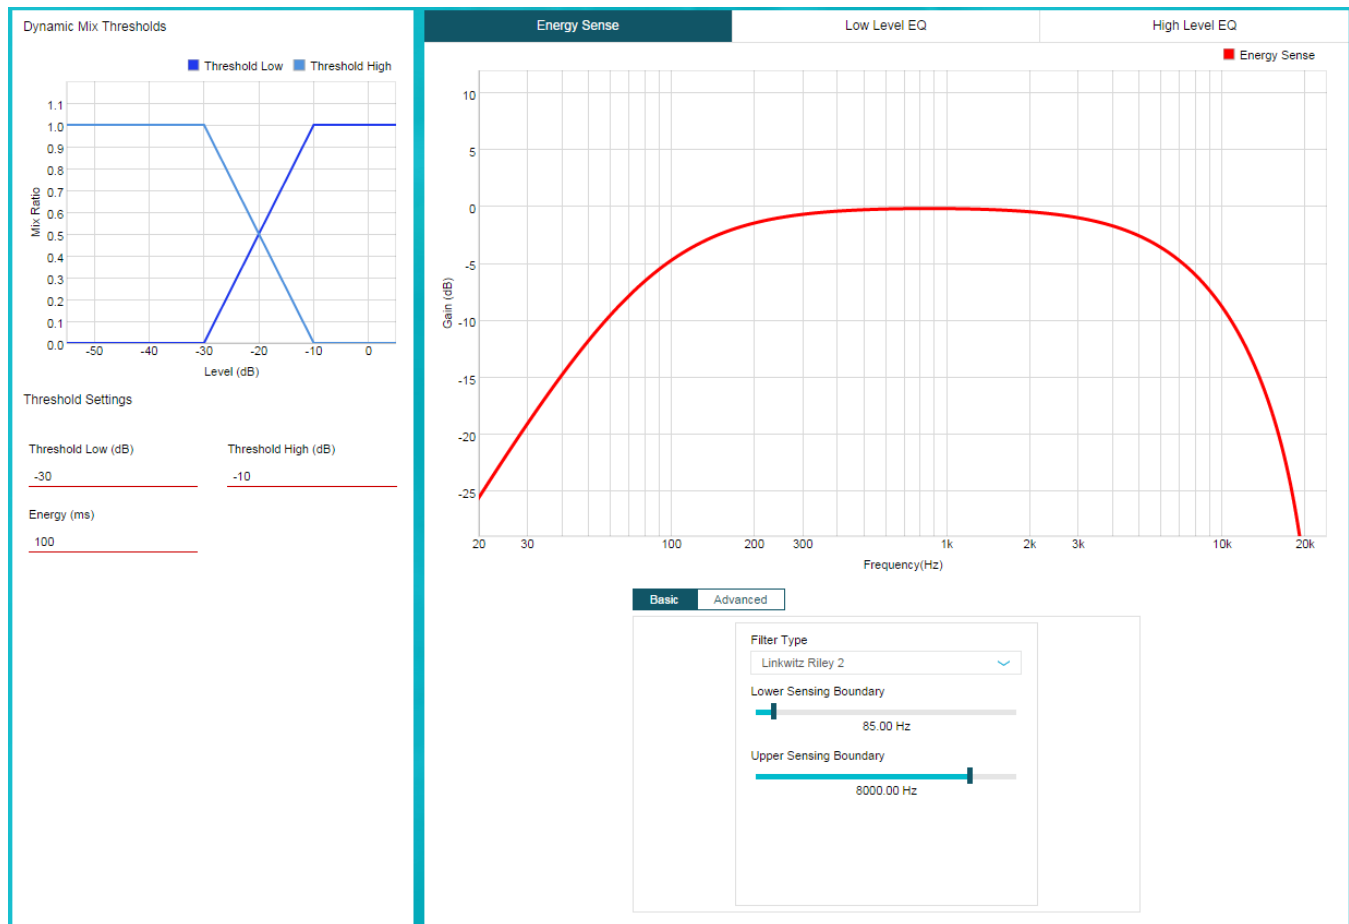 Dynamic Mix Thresholds
Threshold Low Threshold High
1.1
1.0
0.9
0.8
0.7
0.6
0.5
0.4
0.3
0.2
0.1
0.0
Mix Ratio
-50 -40 -30 -20 -10 0
Level (dB)
Threshold Settings
Threshold Low (dB) Threshold High (dB)
-30 -10
Energy (ms)
100
Energy Sense Low Level EQ High Level EQ
Energy Sense
10
5
0
-5
-10
-15
-20
-25
Gain (dB)
20 30 100 200 300 1k 2k 3k 10k 20k
Frequency(Hz)
Basic Advanced
Filter Type
Linkwitz Riley 2
Lower Sensing Boundary
85.00 Hz
Upper Sensing Boundary
8000.00 Hz